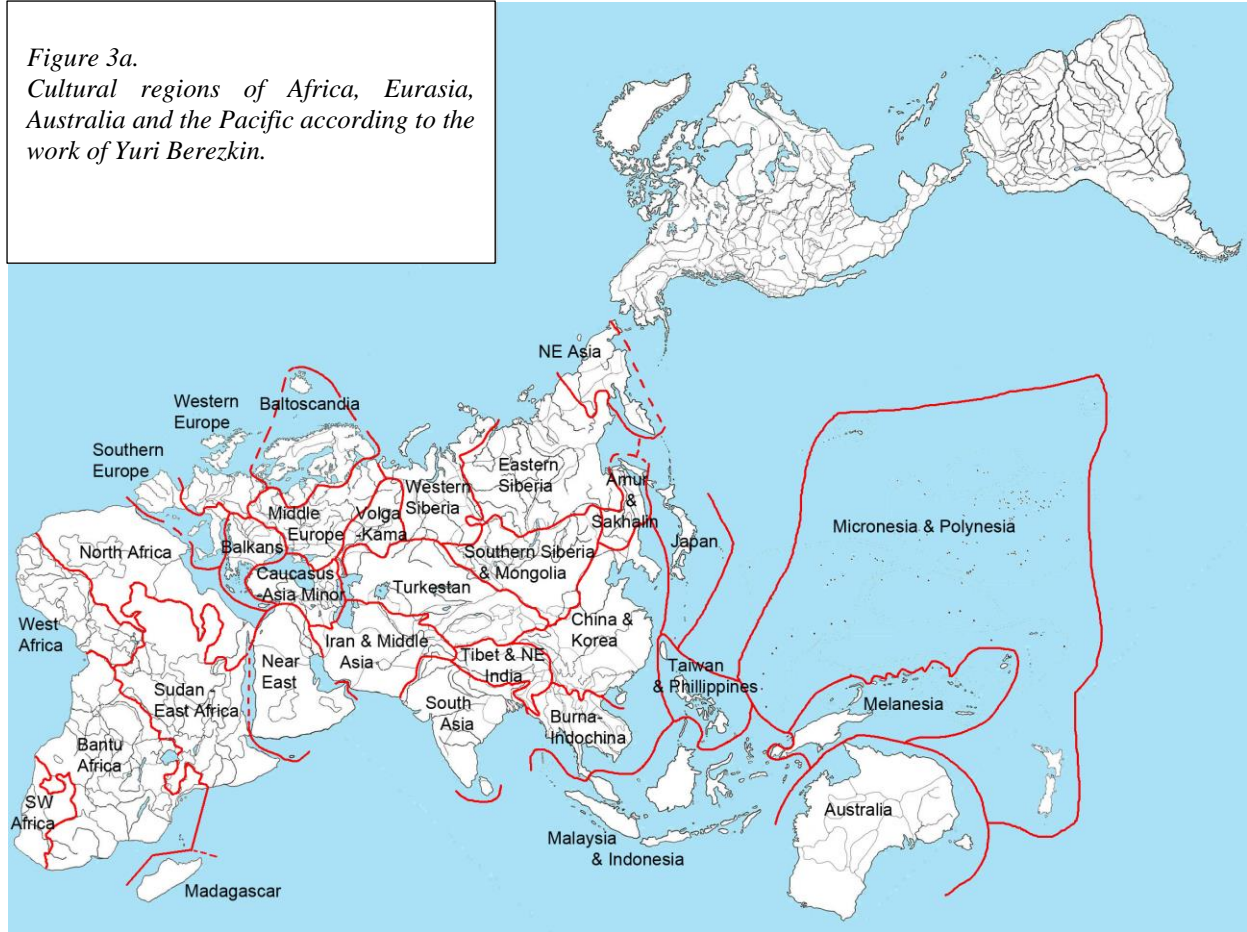 Figure 3a.
Cultural regions of Africa, Eurasia,
Australia and the Pacific according to the
work of Yuri Berezkin.
NE Asia
Baltoscandia
Western
Europe
Southern
Europe
Eastern
Siberia
Western
Siberia
Amur
&
Sakhalin
Middle
Europe
Volga
-Kama
Micronesia & Polynesia
Japan
North Africa
Balkans
Southern Siberia
& Mongolia
Caucasus
-Asia Minor
Turkestan
West
Africa
China &
Korea
Iran & Middle
Asia
Tibet & NE
India
Near
East
Taiwan
& Phillippines
Sudan -
East Africa
South
Asia
Melanesia
Burna-
Indochina
Bantu
Africa
SW
Africa
Australia
Malaysia
& Indonesia
Madagascar